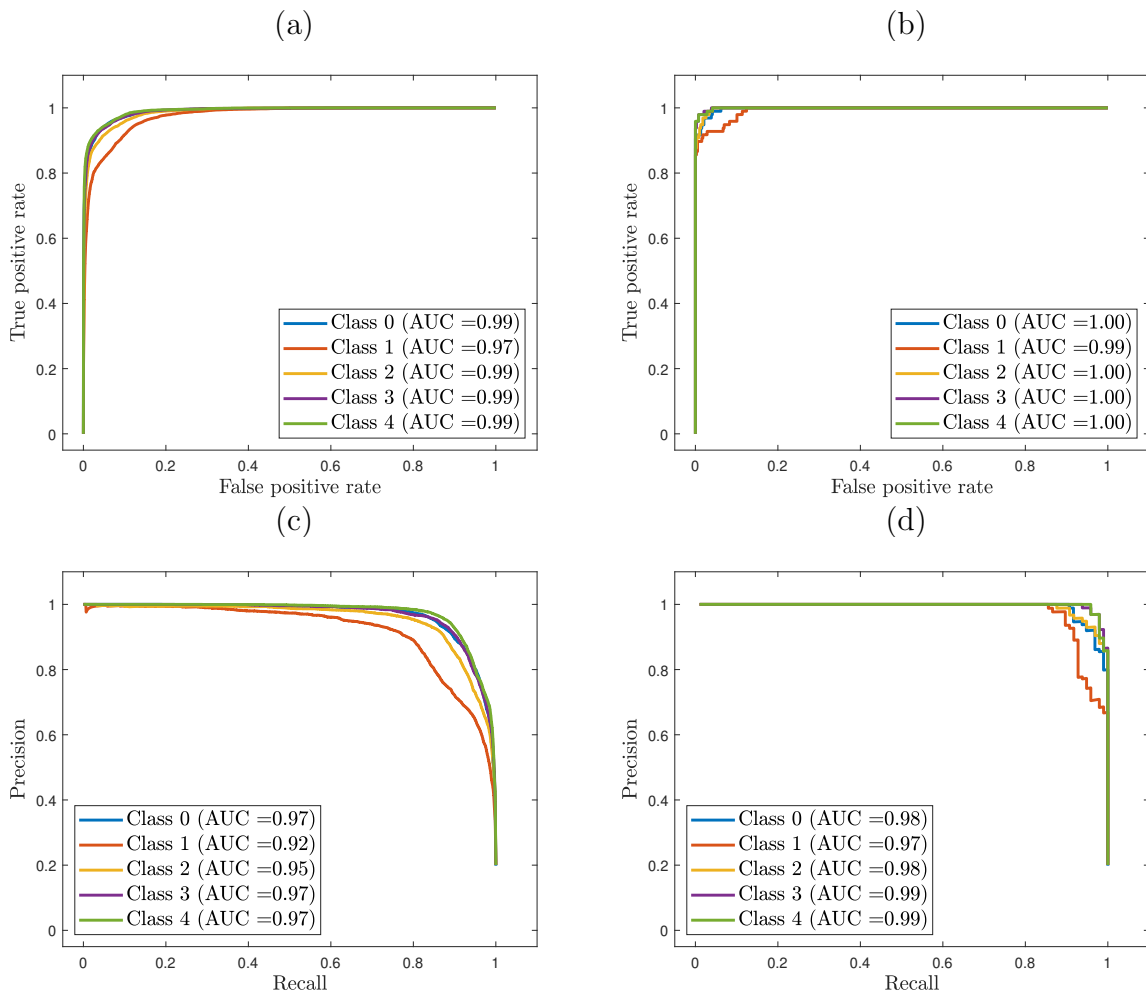 (a)
1
0.8
0.6
0.4
0.2
0
True positive rate
Class 0 (AUC =0.99)
Class 1 (AUC =0.97)
Class 2 (AUC =0.99)
Class 3 (AUC =0.99)
Class 4 (AUC =0.99)
0 0.2 0.4 0.6 0.8 1
False positive rate
(b)
1
0.8
0.6
0.4
0.2
0
True positive rate
Class 0 (AUC =1.00)
Class 1 (AUC =0.99)
Class 2 (AUC =1.00)
Class 3 (AUC =1.00)
Class 4 (AUC =1.00)
0 0.2 0.4 0.6 0.8 1
False positive rate
(c)
1
0.8
0.6
0.4
0.2
0
Precision
Class 0 (AUC =0.97)
Class 1 (AUC =0.92)
Class 2 (AUC =0.95)
Class 3 (AUC =0.97)
Class 4 (AUC =0.97)
0 0.2 0.4 0.6 0.8 1
Recall
(d)
1
0.8
0.6
0.4
0.2
0
Precision
Class 0 (AUC =0.98)
Class 1 (AUC =0.97)
Class 2 (AUC =0.98)
Class 3 (AUC =0.99)
Class 4 (AUC =0.99)
0 0.2 0.4 0.6 0.8 1
Recall